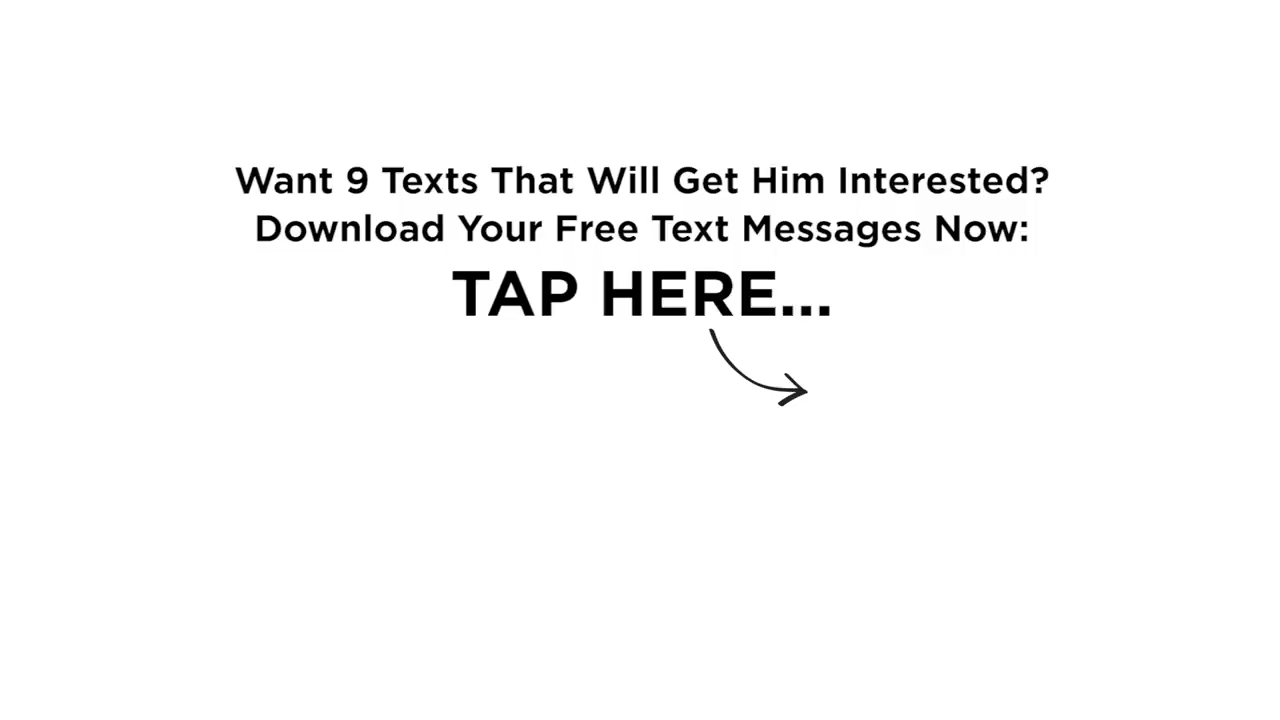 Want 9 Texts That Will Get Him Interested?
Download Your Free Text Messages Now:
TAP HERE...